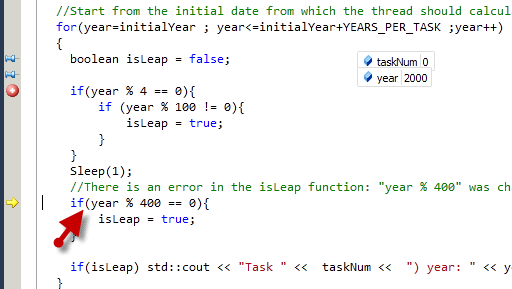 //Start from the initial date from which the thread should calcul
for(year=initialYear ; year<=initialYear+YEARS_PER_TASK ;year++)
{
boolean isLeap = false;
taskNum 0
year 2000
if(year % 4 == 0){
if (year % 100 != 0){
isLeap = true;
}
}
Sleep(1);
//There is an error in the isLeap function: "year % 400" was ch
if(year % 400 == 0){
isLeap = true;
}
if(isLeap) std::cout << "Task " << taskNum << ") year: " << ye
}